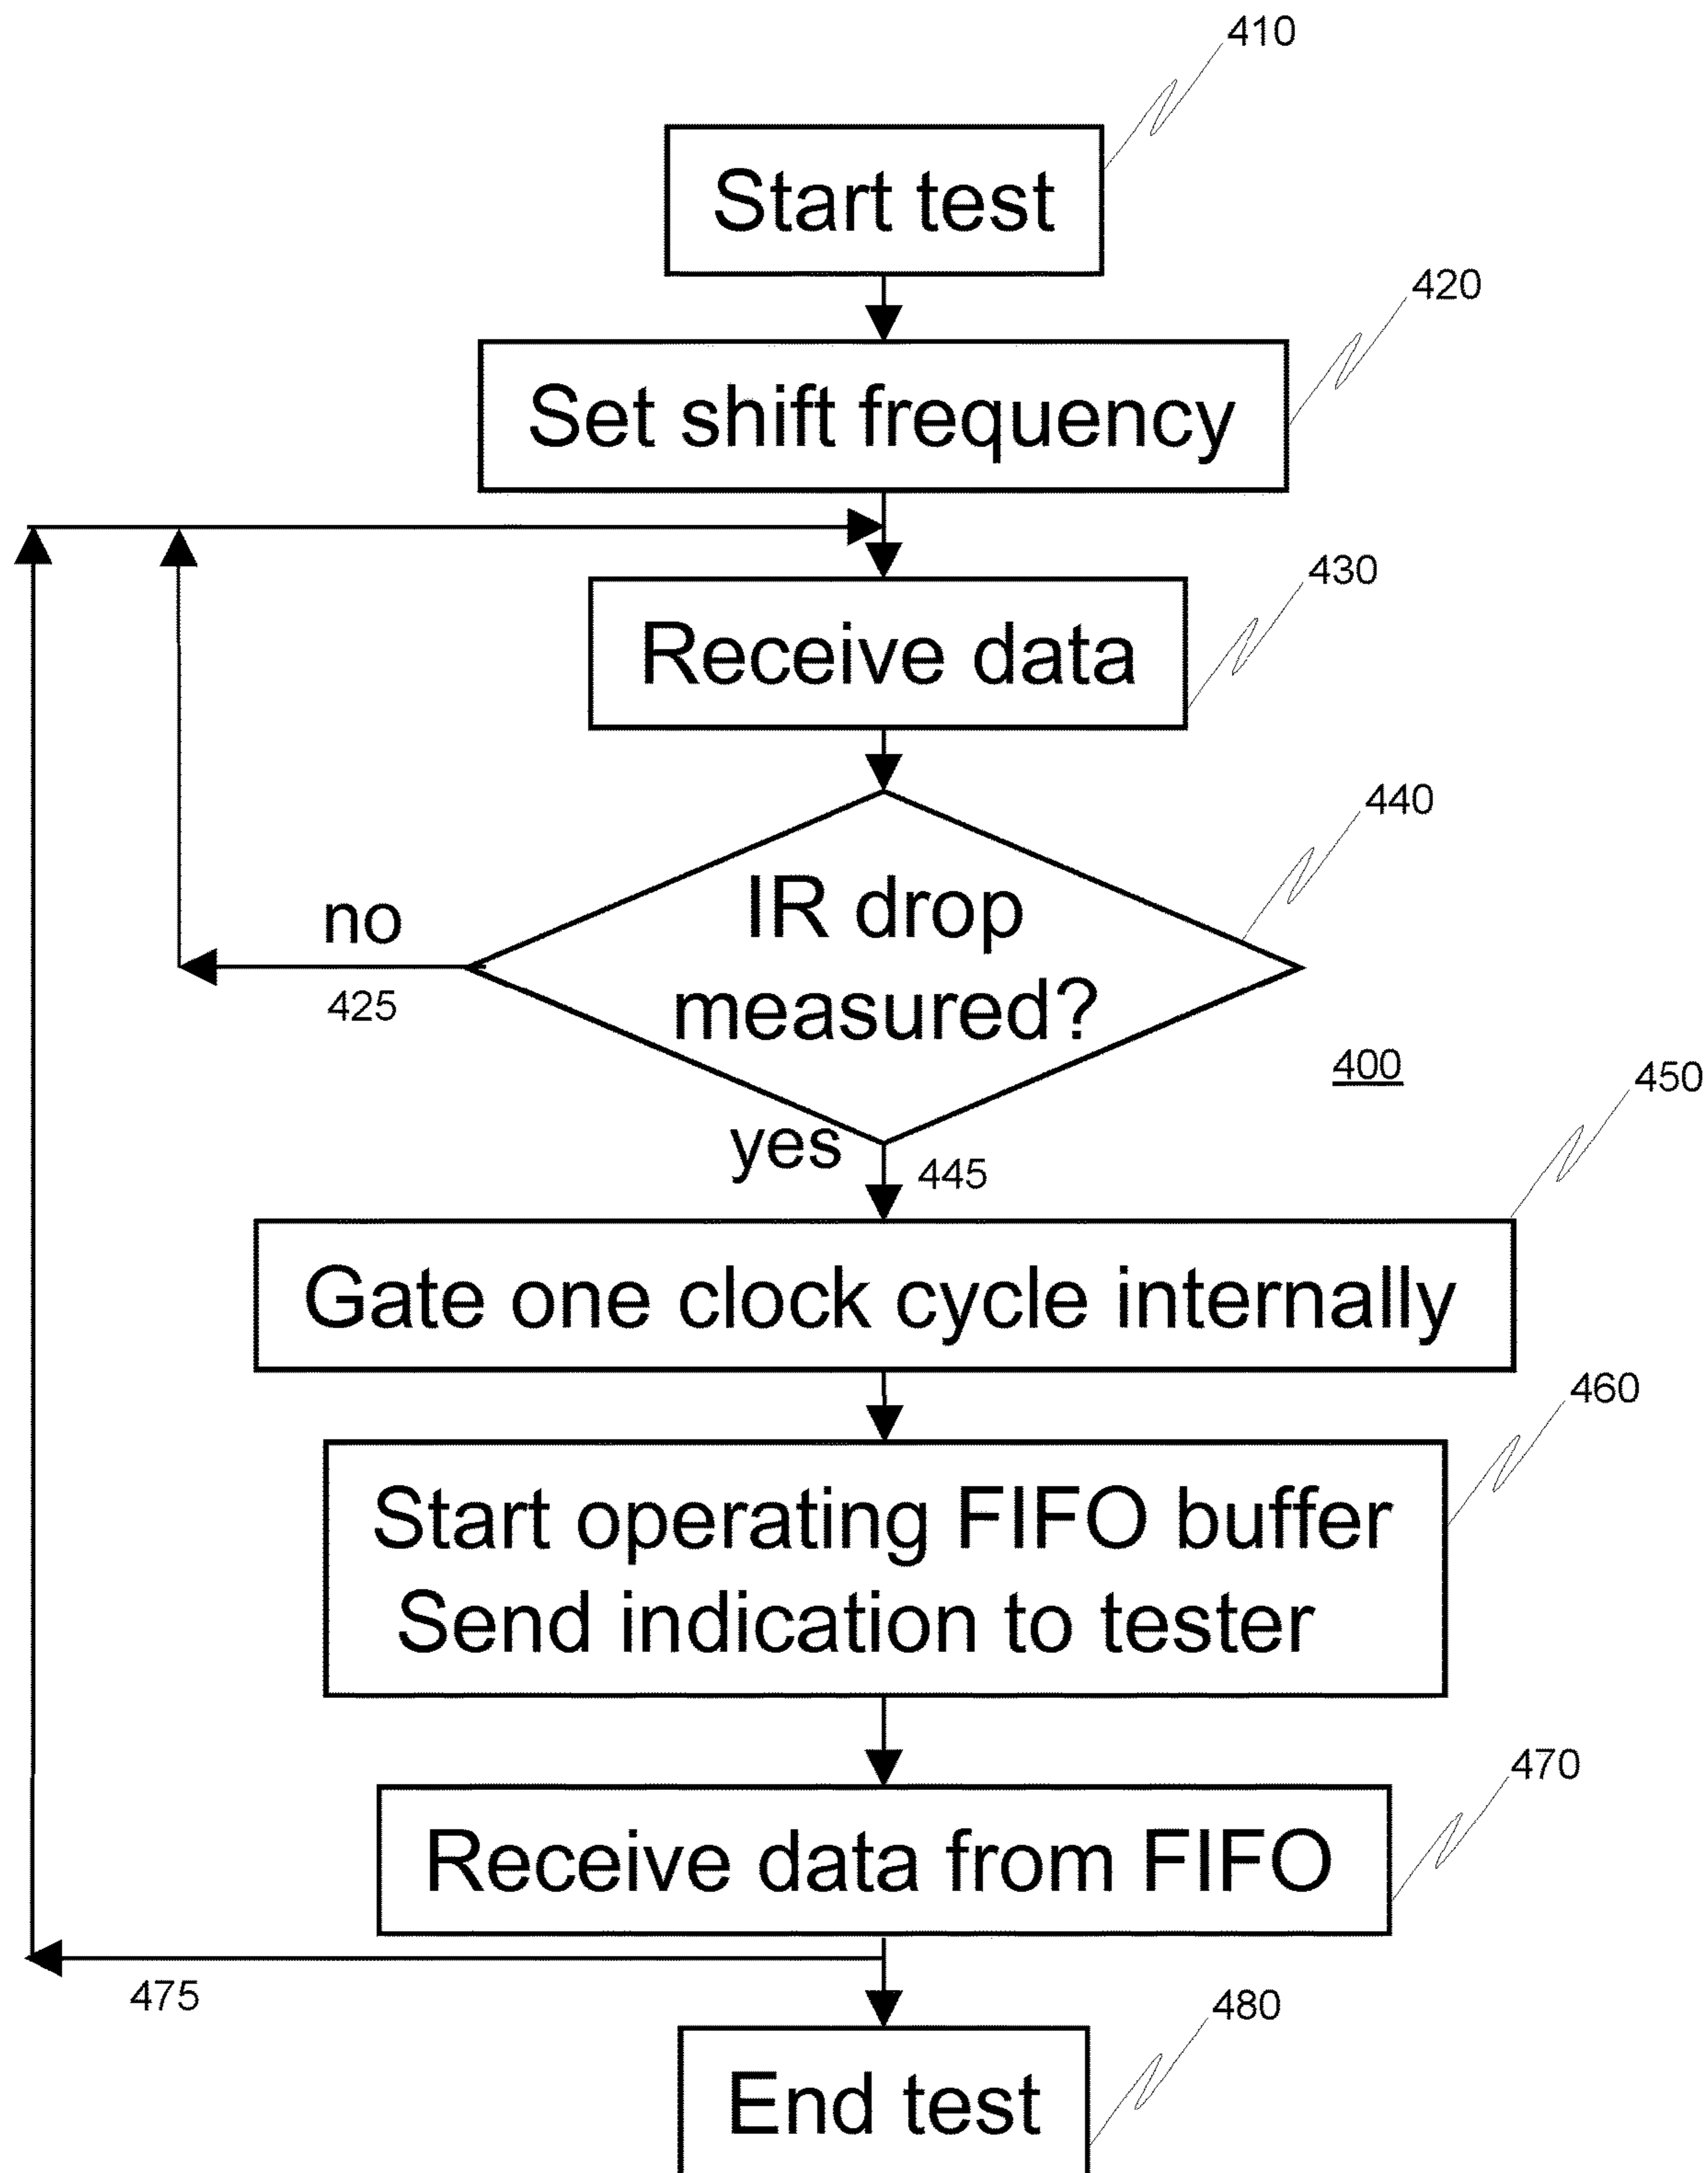 410
Start test
420
Set shift frequency
430
Receive data
440
IR drop
measured?
no
425
400
450
yes
445
Gate one clock cycle internally
460
Start operating FIFO buffer
Send indication to tester
470
Receive data from FIFO
475
480
End test